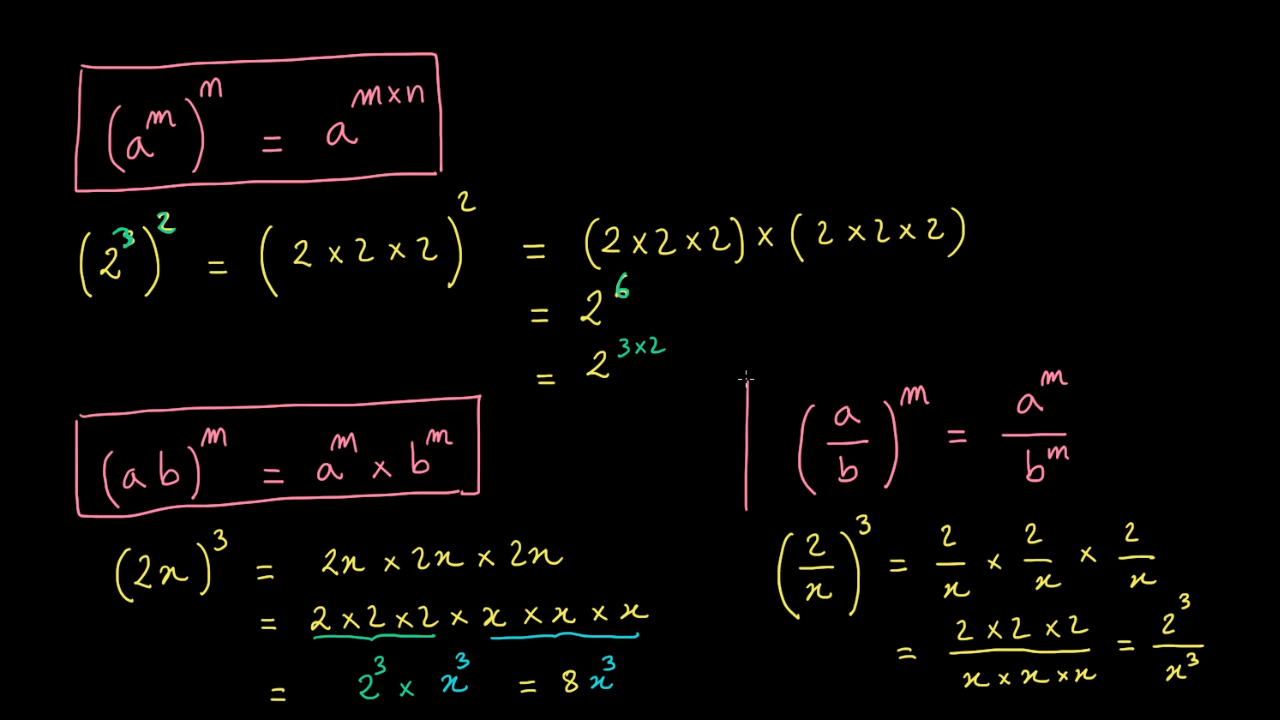 (a^m)^m = a^(m×n)
(2^3)^2 = (2 × 2 × 2)^2 = (2 × 2 × 2) × (2 × 2 × 2)
= 2^6
= 2^(3×2)
(ab)^m = a^m × b^m
(2x)^3 = 2x × 2x × 2x
= 2 × 2 × 2 × x × x × x
= 2^3 × x^3 = 8x^3
(a/b)^m = a^m/b^m
(2/x)^3 = 2/x × 2/x × 2/x
= (2 × 2 × 2)/(x × x × x) = 2^3/x^3